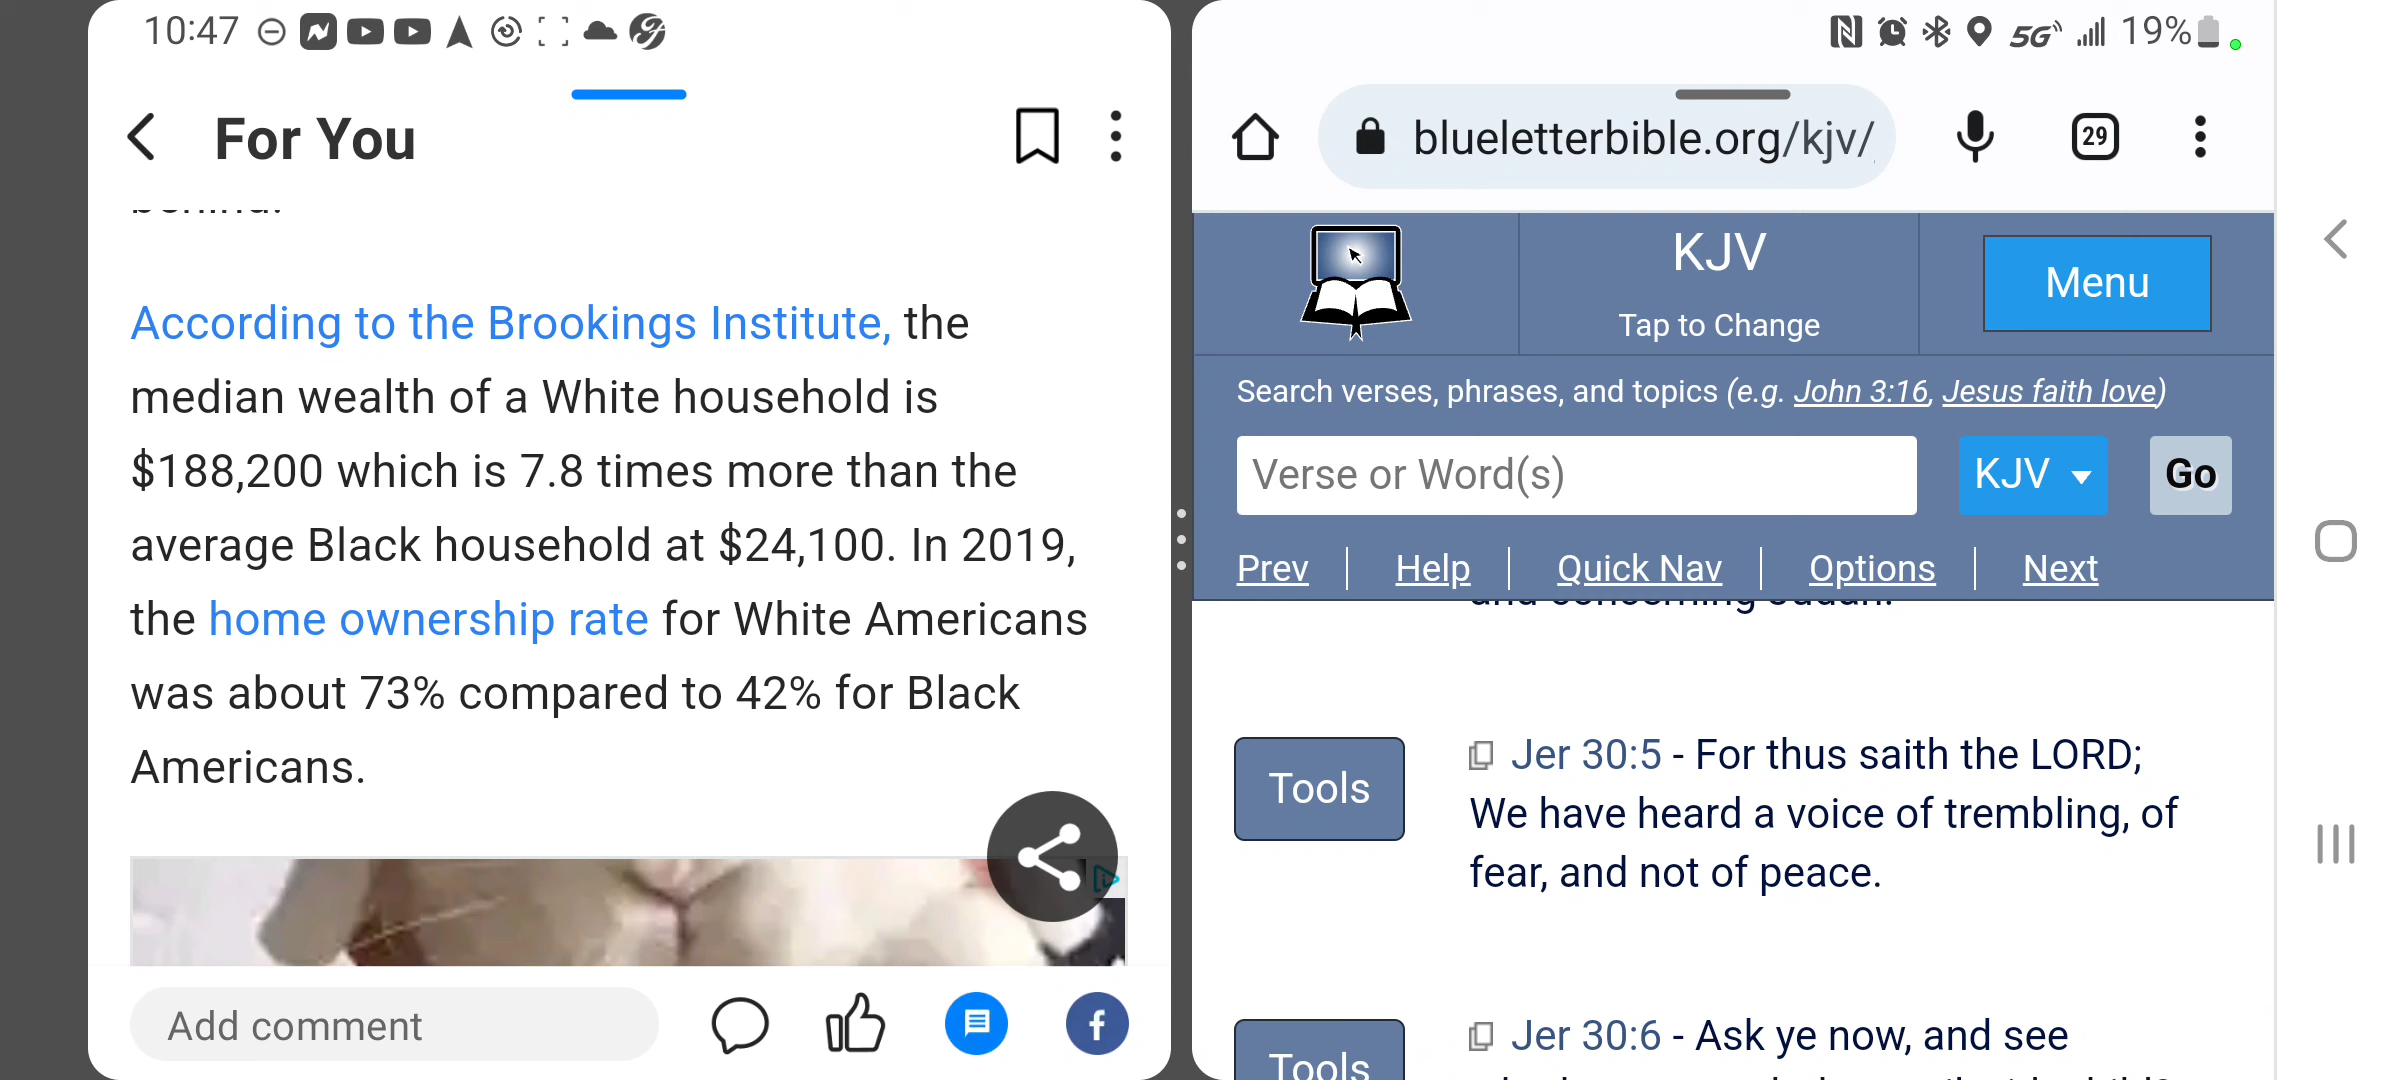 10:47
5G 19%
For You
According to the Brookings Institute, the
median wealth of a White household is
$188,200 which is 7.8 times more than the
average Black household at $24,100. In 2019,
the home ownership rate for White Americans
was about 73% compared to 42% for Black
Americans.
Add comment
blueletterbible.org/kjv/
29
KJV
Tap to Change
Menu
Search verses, phrases, and topics (e.g. John 3:16, Jesus faith love)
Verse or Word(s)
KJV
Go
Prev
Help
Quick Nav
Options
Next
and concerning Judah.
Tools
Jer 30:5 - For thus saith the LORD;
We have heard a voice of trembling, of
fear, and not of peace.
Tools
Jer 30:6 - Ask ye now, and see